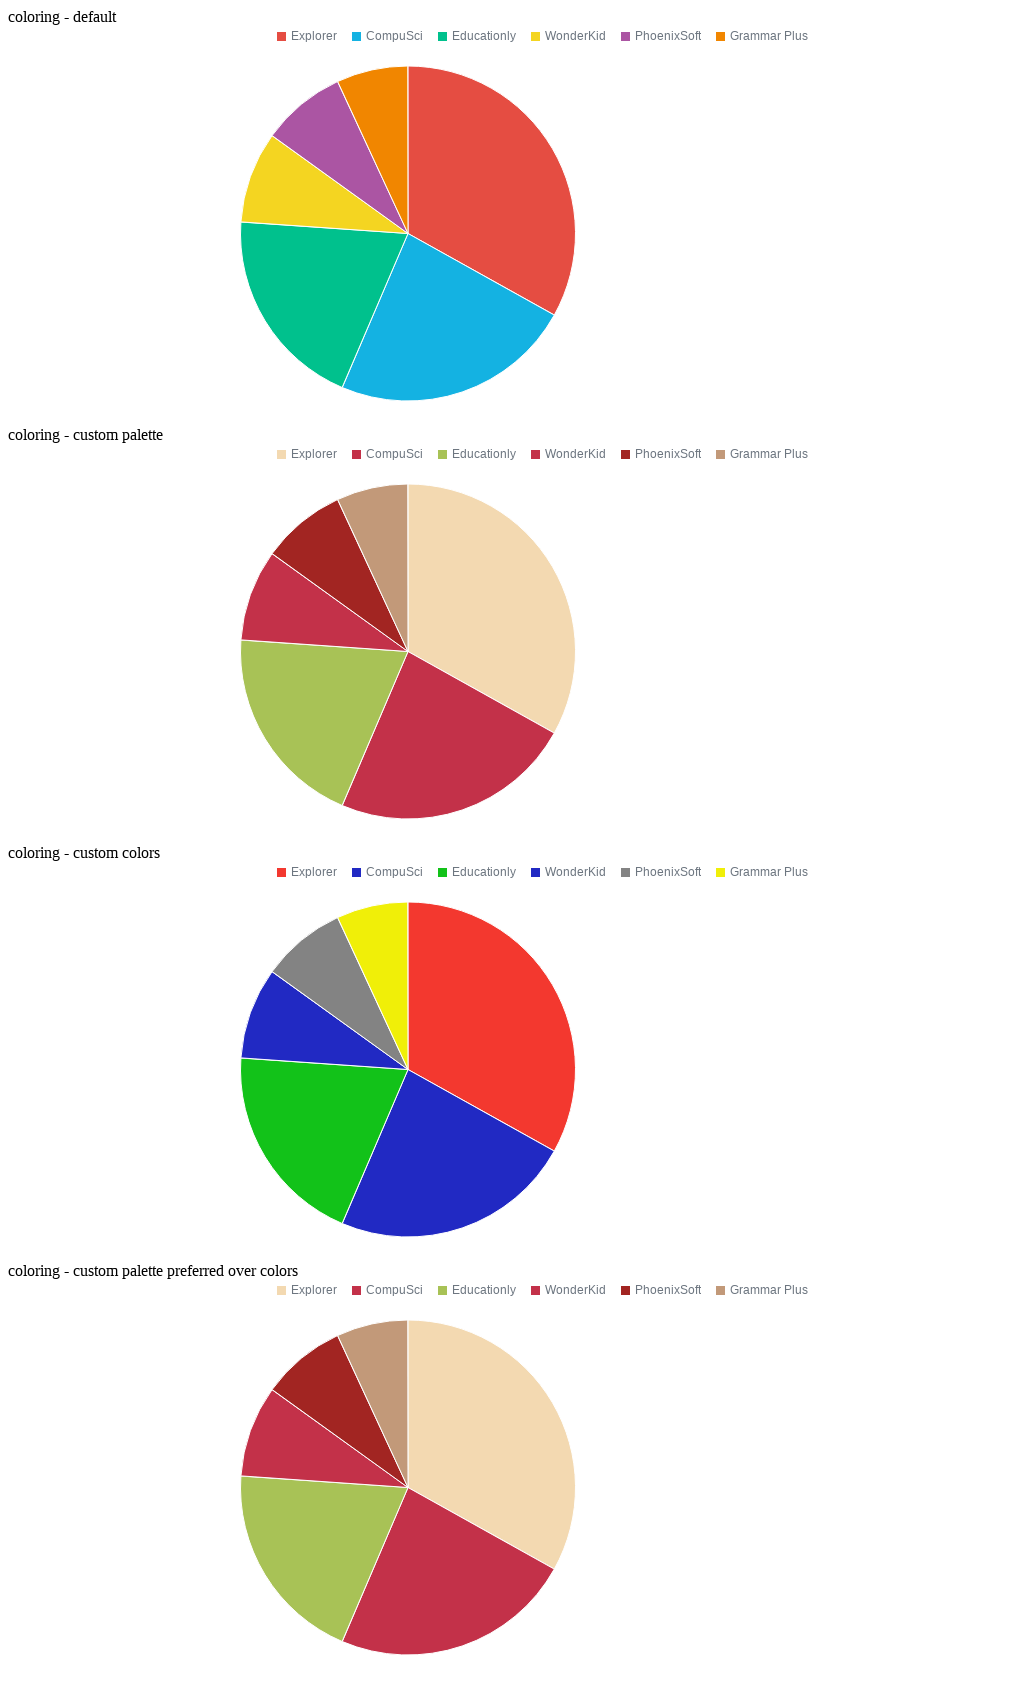 coloring - default
Explorer CompuSci Educationly WonderKid PhoenixSoft Grammar Plus
coloring - custom palette
Explorer CompuSci Educationly WonderKid PhoenixSoft Grammar Plus
coloring - custom colors
Explorer CompuSci Educationly WonderKid PhoenixSoft Grammar Plus
coloring - custom palette preferred over colors
Explorer CompuSci Educationly WonderKid PhoenixSoft Grammar Plus